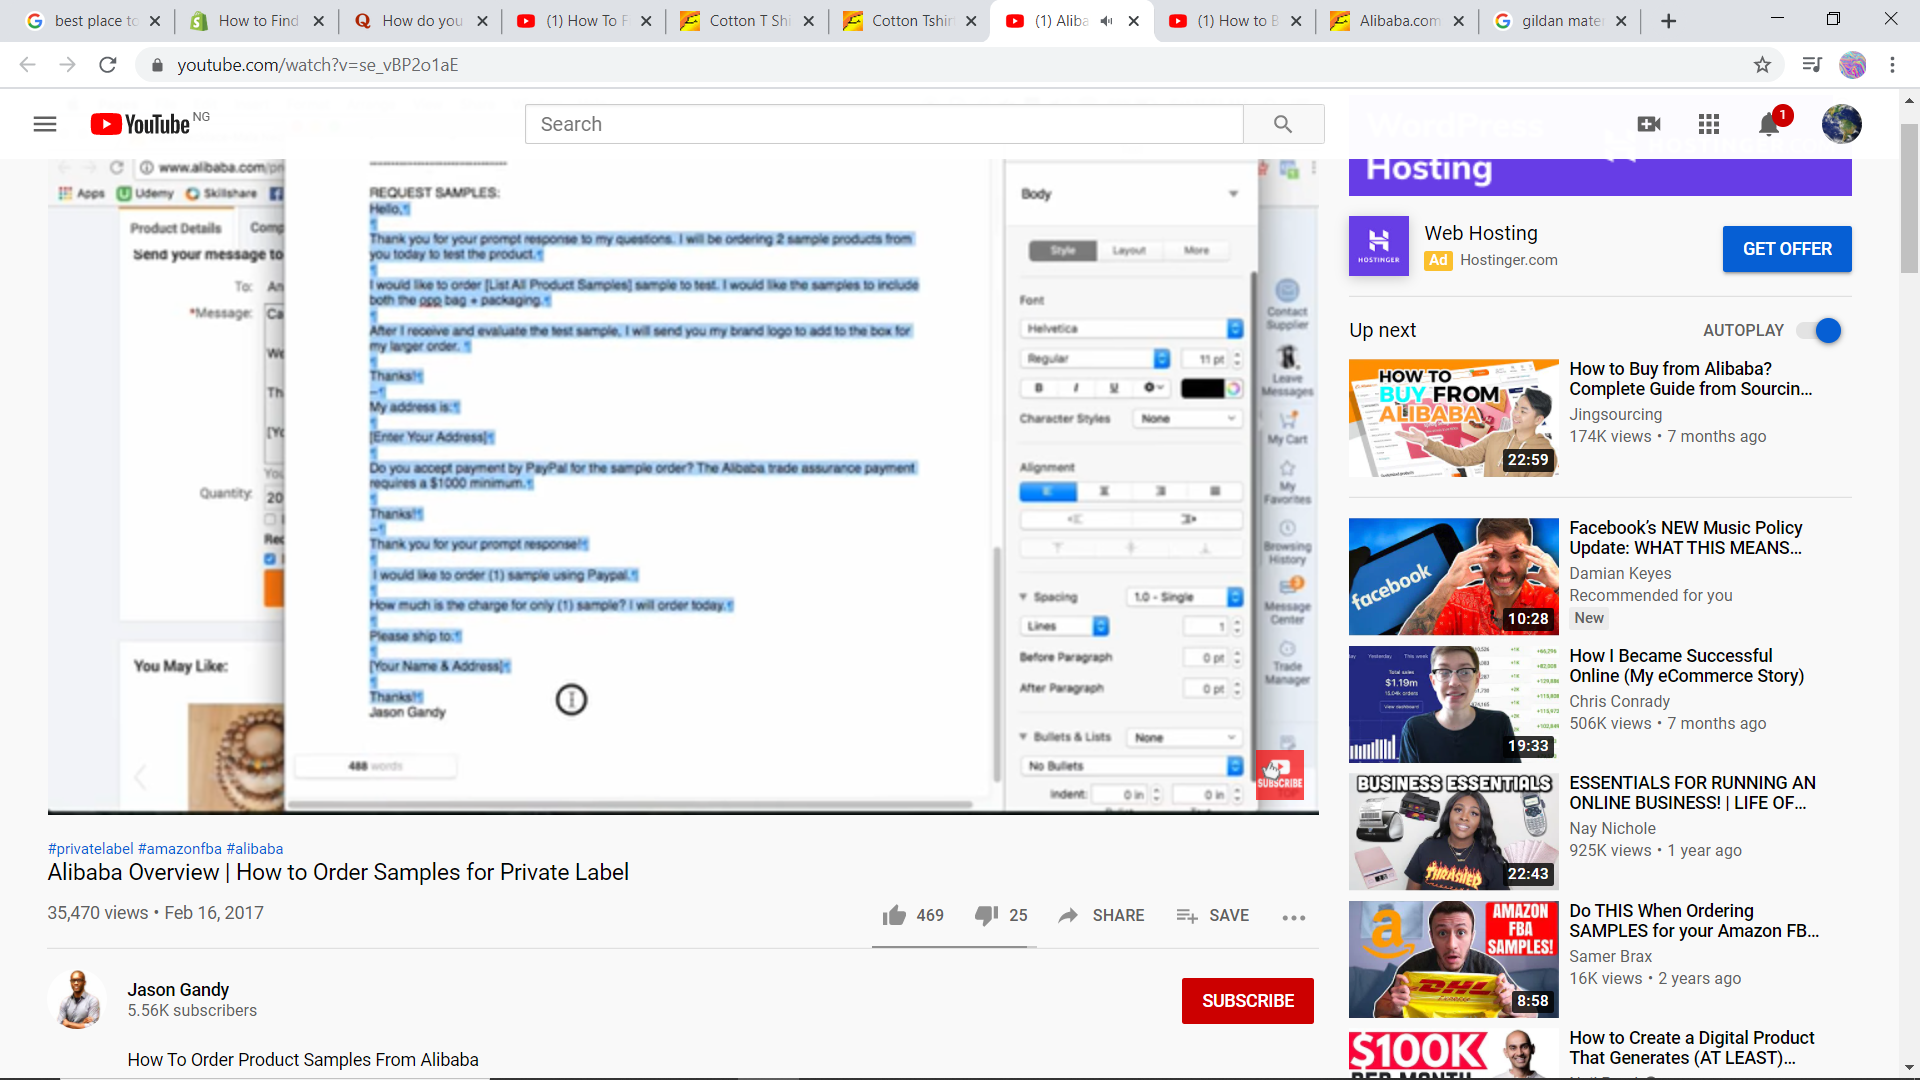 best place to
How to Find
How do you
(1) How To F
Cotton T Shi
Cotton Tshirt
(1) Aliba
(1) How to B
Alibaba.com
gildan mate
youtube.com/watch?v=se_vBP2o1aE
YouTube NG
Search
1
www.alibaba.com/pr
Apps Udemy Skillshare
Product Details Comp
Send your message to
To: An
*Message: Ca
We
Th
[Yo
You
Quantity: 20
Rec
You May Like:
REQUEST SAMPLES:
Hello,
Thank you for your prompt response to my questions. I will be ordering 2 sample products from
you today to test the product.
I would like to order [List All Product Samples] sample to test. I would like the samples to include
both the opp bag + packaging.
After I receive and evaluate the test sample, I will send you my brand logo to add to the box for
my larger order.
Thanks!
--
My address is:
[Enter Your Address]
Do you accept payment by PayPal for the sample order? The Alibaba trade assurance payment
requires a $1000 minimum.
Thanks!
--
Thank you for your prompt response!
I would like to order (1) sample using Paypal.
How much is the charge for only (1) sample? I will order today.
Please ship to:
[Your Name & Address]
Thanks!
Jason Gandy
488 words
Body
Style Layout More
Font
Helvetica
Regular 11 pt
B I U
Character Styles None
Alignment
Spacing 1.0 - Single
Lines 1
Before Paragraph 0 pt
After Paragraph 0 pt
Bullets & Lists None
No Bullets
Indent: 0 in 0 in
Contact
Supplier
Leave
Messages
My Cart
My
Favorites
Browsing
History
3
Message
Center
Trade
Manager
SUBSCRIBE
#privatelabel #amazonfba #alibaba
Alibaba Overview | How to Order Samples for Private Label
35,470 views • Feb 16, 2017
469 25 SHARE SAVE
Jason Gandy
5.56K subscribers
SUBSCRIBE
How To Order Product Samples From Alibaba
WordPress
Hosting
HOSTINGER
Web Hosting
Ad Hostinger.com
GET OFFER
Up next AUTOPLAY
HOW TO
BUY FROM
ALIBABA
22:59
How to Buy from Alibaba?
Complete Guide from Sourcin...
Jingsourcing
174K views • 7 months ago
facebook
10:28
Facebook’s NEW Music Policy
Update: WHAT THIS MEANS...
Damian Keyes
Recommended for you
New
Yesterday This week
Total sales
$1.19m
19:33
How I Became Successful
Online (My eCommerce Story)
Chris Conrady
506K views • 7 months ago
BUSINESS ESSENTIALS
THRASHER
22:43
ESSENTIALS FOR RUNNING AN
ONLINE BUSINESS! | LIFE OF...
Nay Nichole
925K views • 1 year ago
AMAZON
FBA
SAMPLES!
DHL
8:58
Do THIS When Ordering
SAMPLES for your Amazon FB...
Samer Brax
16K views • 2 years ago
$100K
PER MONTH
How to Create a Digital Product
That Generates (AT LEAST)...